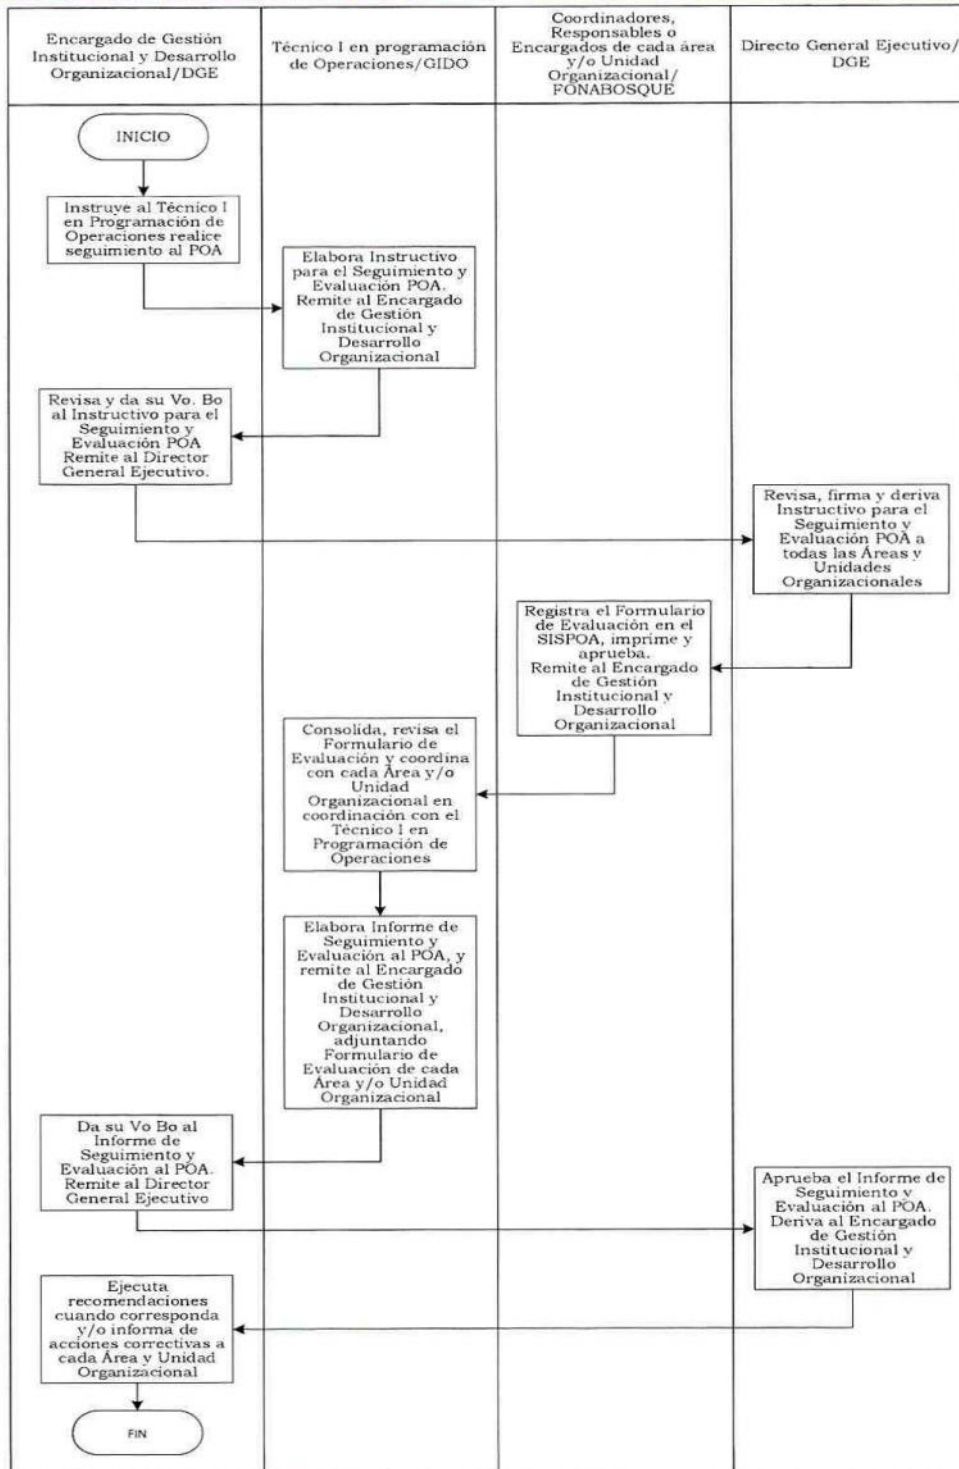 Encargado de Gestión
Institucional y Desarrollo
Organizacional/DGE
Técnico I en programación
de Operaciones/GIDO
Coordinadores,
Responsables o
Encargados de cada área
y/o Unidad
Organizacional/
FONABOSQUE
Directo General Ejecutivo/
DGE
INICIO
Instruye al Técnico I
en Programación de
Operaciones realice
seguimiento al POA
Elabora Instructivo
para el Seguimiento y
Evaluación POA.
Remite al Encargado
de Gestión
Institucional y
Desarrollo
Organizacional
Revisa y da su Vo. Bo
al Instructivo para el
Seguimiento y
Evaluación POA
Remite al Director
General Ejecutivo.
Revisa, firma y deriva
Instructivo para el
Seguimiento y
Evaluación POA a
todas las Áreas y
Unidades
Organizacionales
Registra el Formulario
de Evaluación en el
SISPOA, imprime y
aprueba.
Remite al Encargado
de Gestión
Institucional y
Desarrollo
Organizacional
Consolida, revisa el
Formulario de
Evaluación y coordina
con cada Área y/o
Unidad
Organizacional en
coordinación con el
Técnico I en
Programación de
Operaciones
Elabora Informe de
Seguimiento y
Evaluación al POA, y
remite al Encargado
de Gestión
Institucional y
Desarrollo
Organizacional,
adjuntando
Formulario de
Evaluación de cada
Área y/o Unidad
Organizacional
Da su Vo Bo al
Informe de
Seguimiento y
Evaluación al POA.
Remite al Director
General Ejecutivo
Aprueba el Informe de
Seguimiento y
Evaluación al POA.
Deriva al Encargado
de Gestión
Institucional y
Desarrollo
Organizacional
Ejecuta
recomendaciones
cuando corresponda
y/o informa de
acciones correctivas a
cada Área y Unidad
Organizacional
FIN